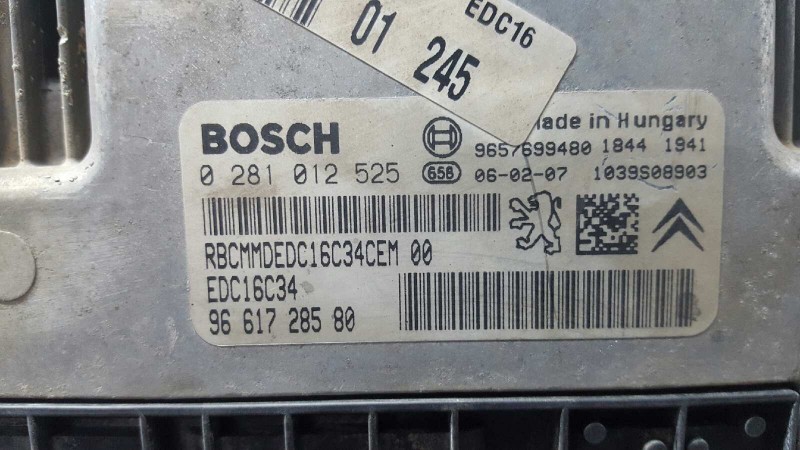 EDC16
01 245
BOSCH
ade in Hungary
9657699480 1844 1941
0 281 012 525
G58
06-02-07 1039S08903
RBCMMDEDC16C34CEM 00
EDC16C34
96 617 285 80